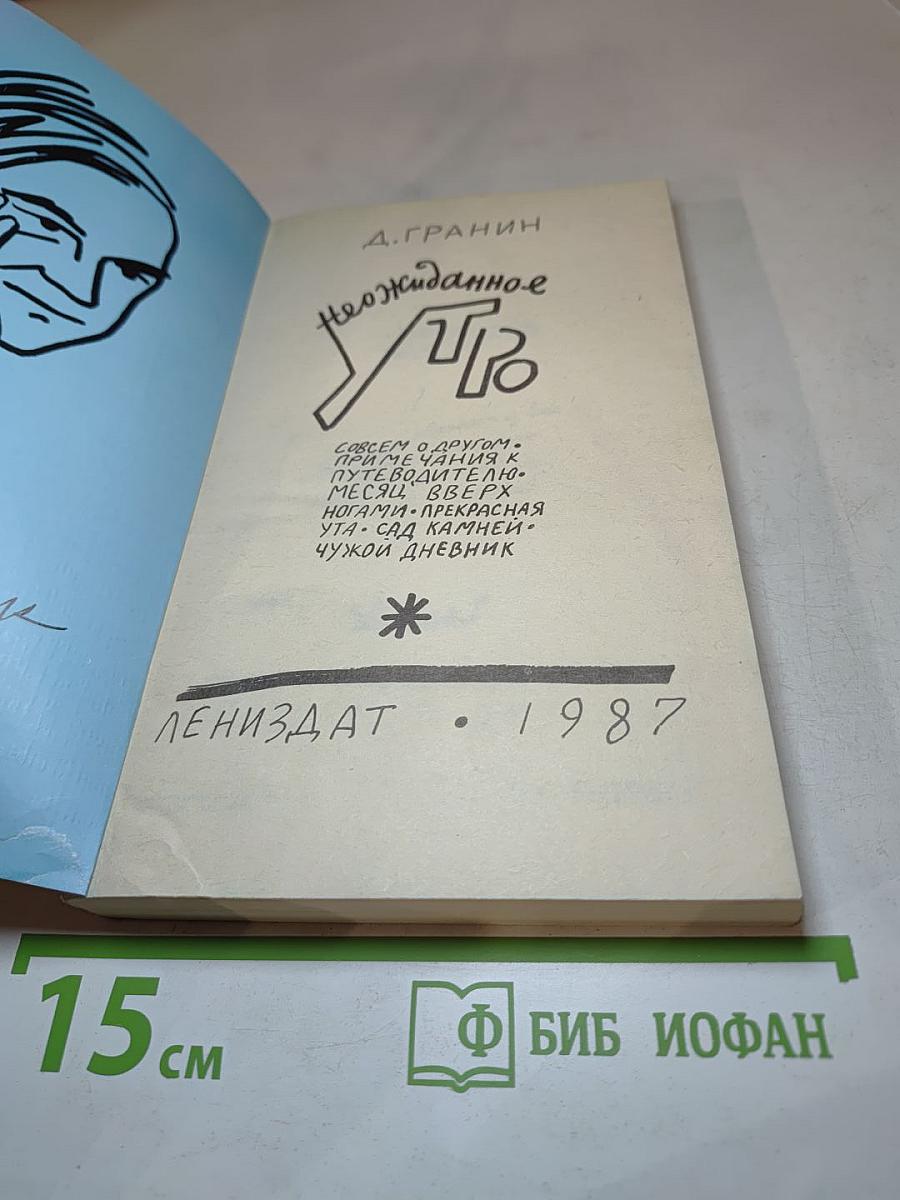 Д. ГРАНИН
Неожиданное
УТРО
СОВСЕМ О ДРУГОМ •
ПРИМЕЧАНИЯ К
ПУТЕВОДИТЕЛЮ •
МЕСЯЦ ВВЕРХ
НОГАМИ • ПРЕКРАСНАЯ
УТА • САД КАМНЕЙ •
ЧУЖОЙ ДНЕВНИК
*
ЛЕНИЗДАТ • 1987
15 СМ
Ф БИБ ИОФАН